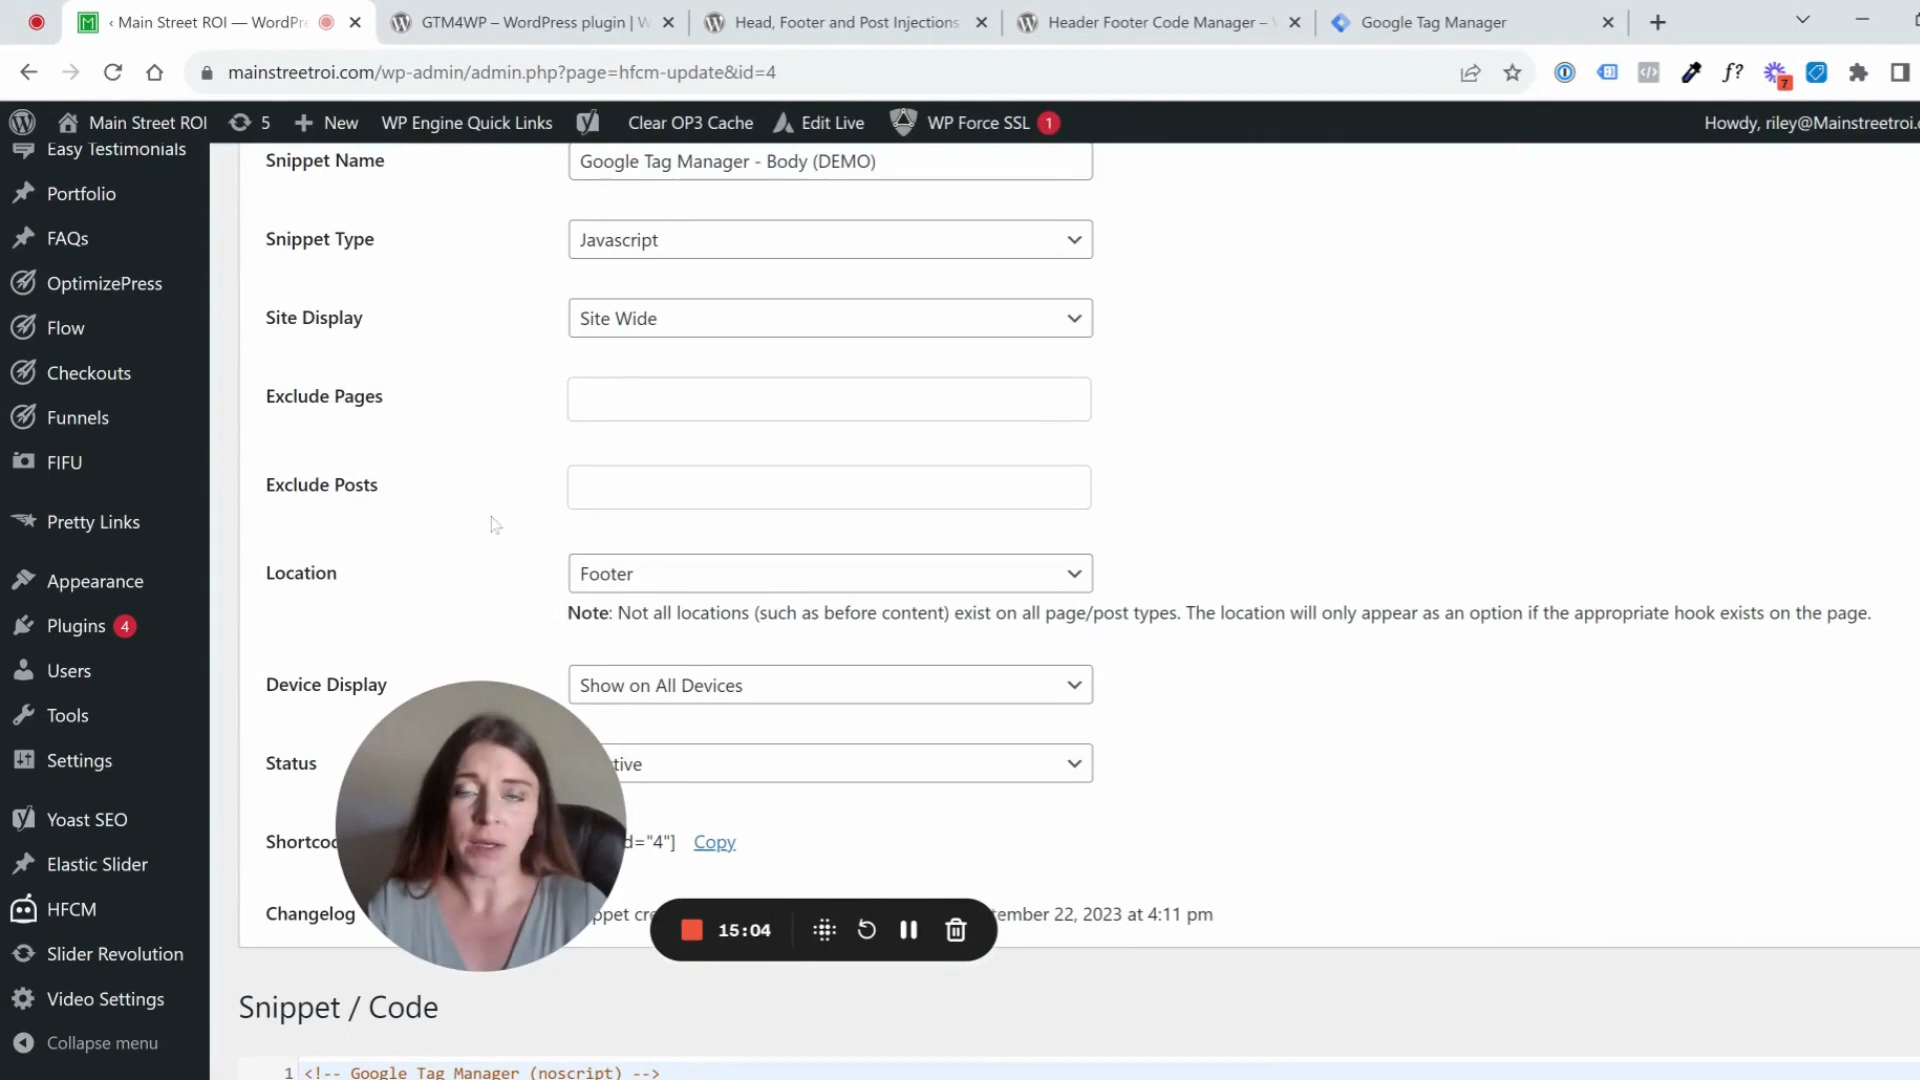 ‹ Main Street ROI — WordPre
GTM4WP – WordPress plugin | W
Head, Footer and Post Injections
Header Footer Code Manager –
Google Tag Manager
mainstreetroi.com/wp-admin/admin.php?page=hfcm-update&id=4
f?
7
Main Street ROI
5
New
WP Engine Quick Links
Clear OP3 Cache
Edit Live
WP Force SSL
1
Howdy, riley@Mainstreetroi.c
Easy Testimonials
Portfolio
FAQs
OptimizePress
Flow
Checkouts
Funnels
FIFU
Pretty Links
Appearance
Plugins 4
Users
Tools
Settings
Yoast SEO
Elastic Slider
HFCM
Slider Revolution
Video Settings
Collapse menu
Snippet Name
Google Tag Manager - Body (DEMO)
Snippet Type
Javascript
Site Display
Site Wide
Exclude Pages
Exclude Posts
Location
Footer
Note: Not all locations (such as before content) exist on all page/post types. The location will only appear as an option if the appropriate hook exists on the page.
Device Display
Show on All Devices
Status
tive
Shortcod
d="4"] Copy
Changelog
ppet cre
tember 22, 2023 at 4:11 pm
15:04
Snippet / Code
1 <!-- Google Tag Manager (noscript) -->